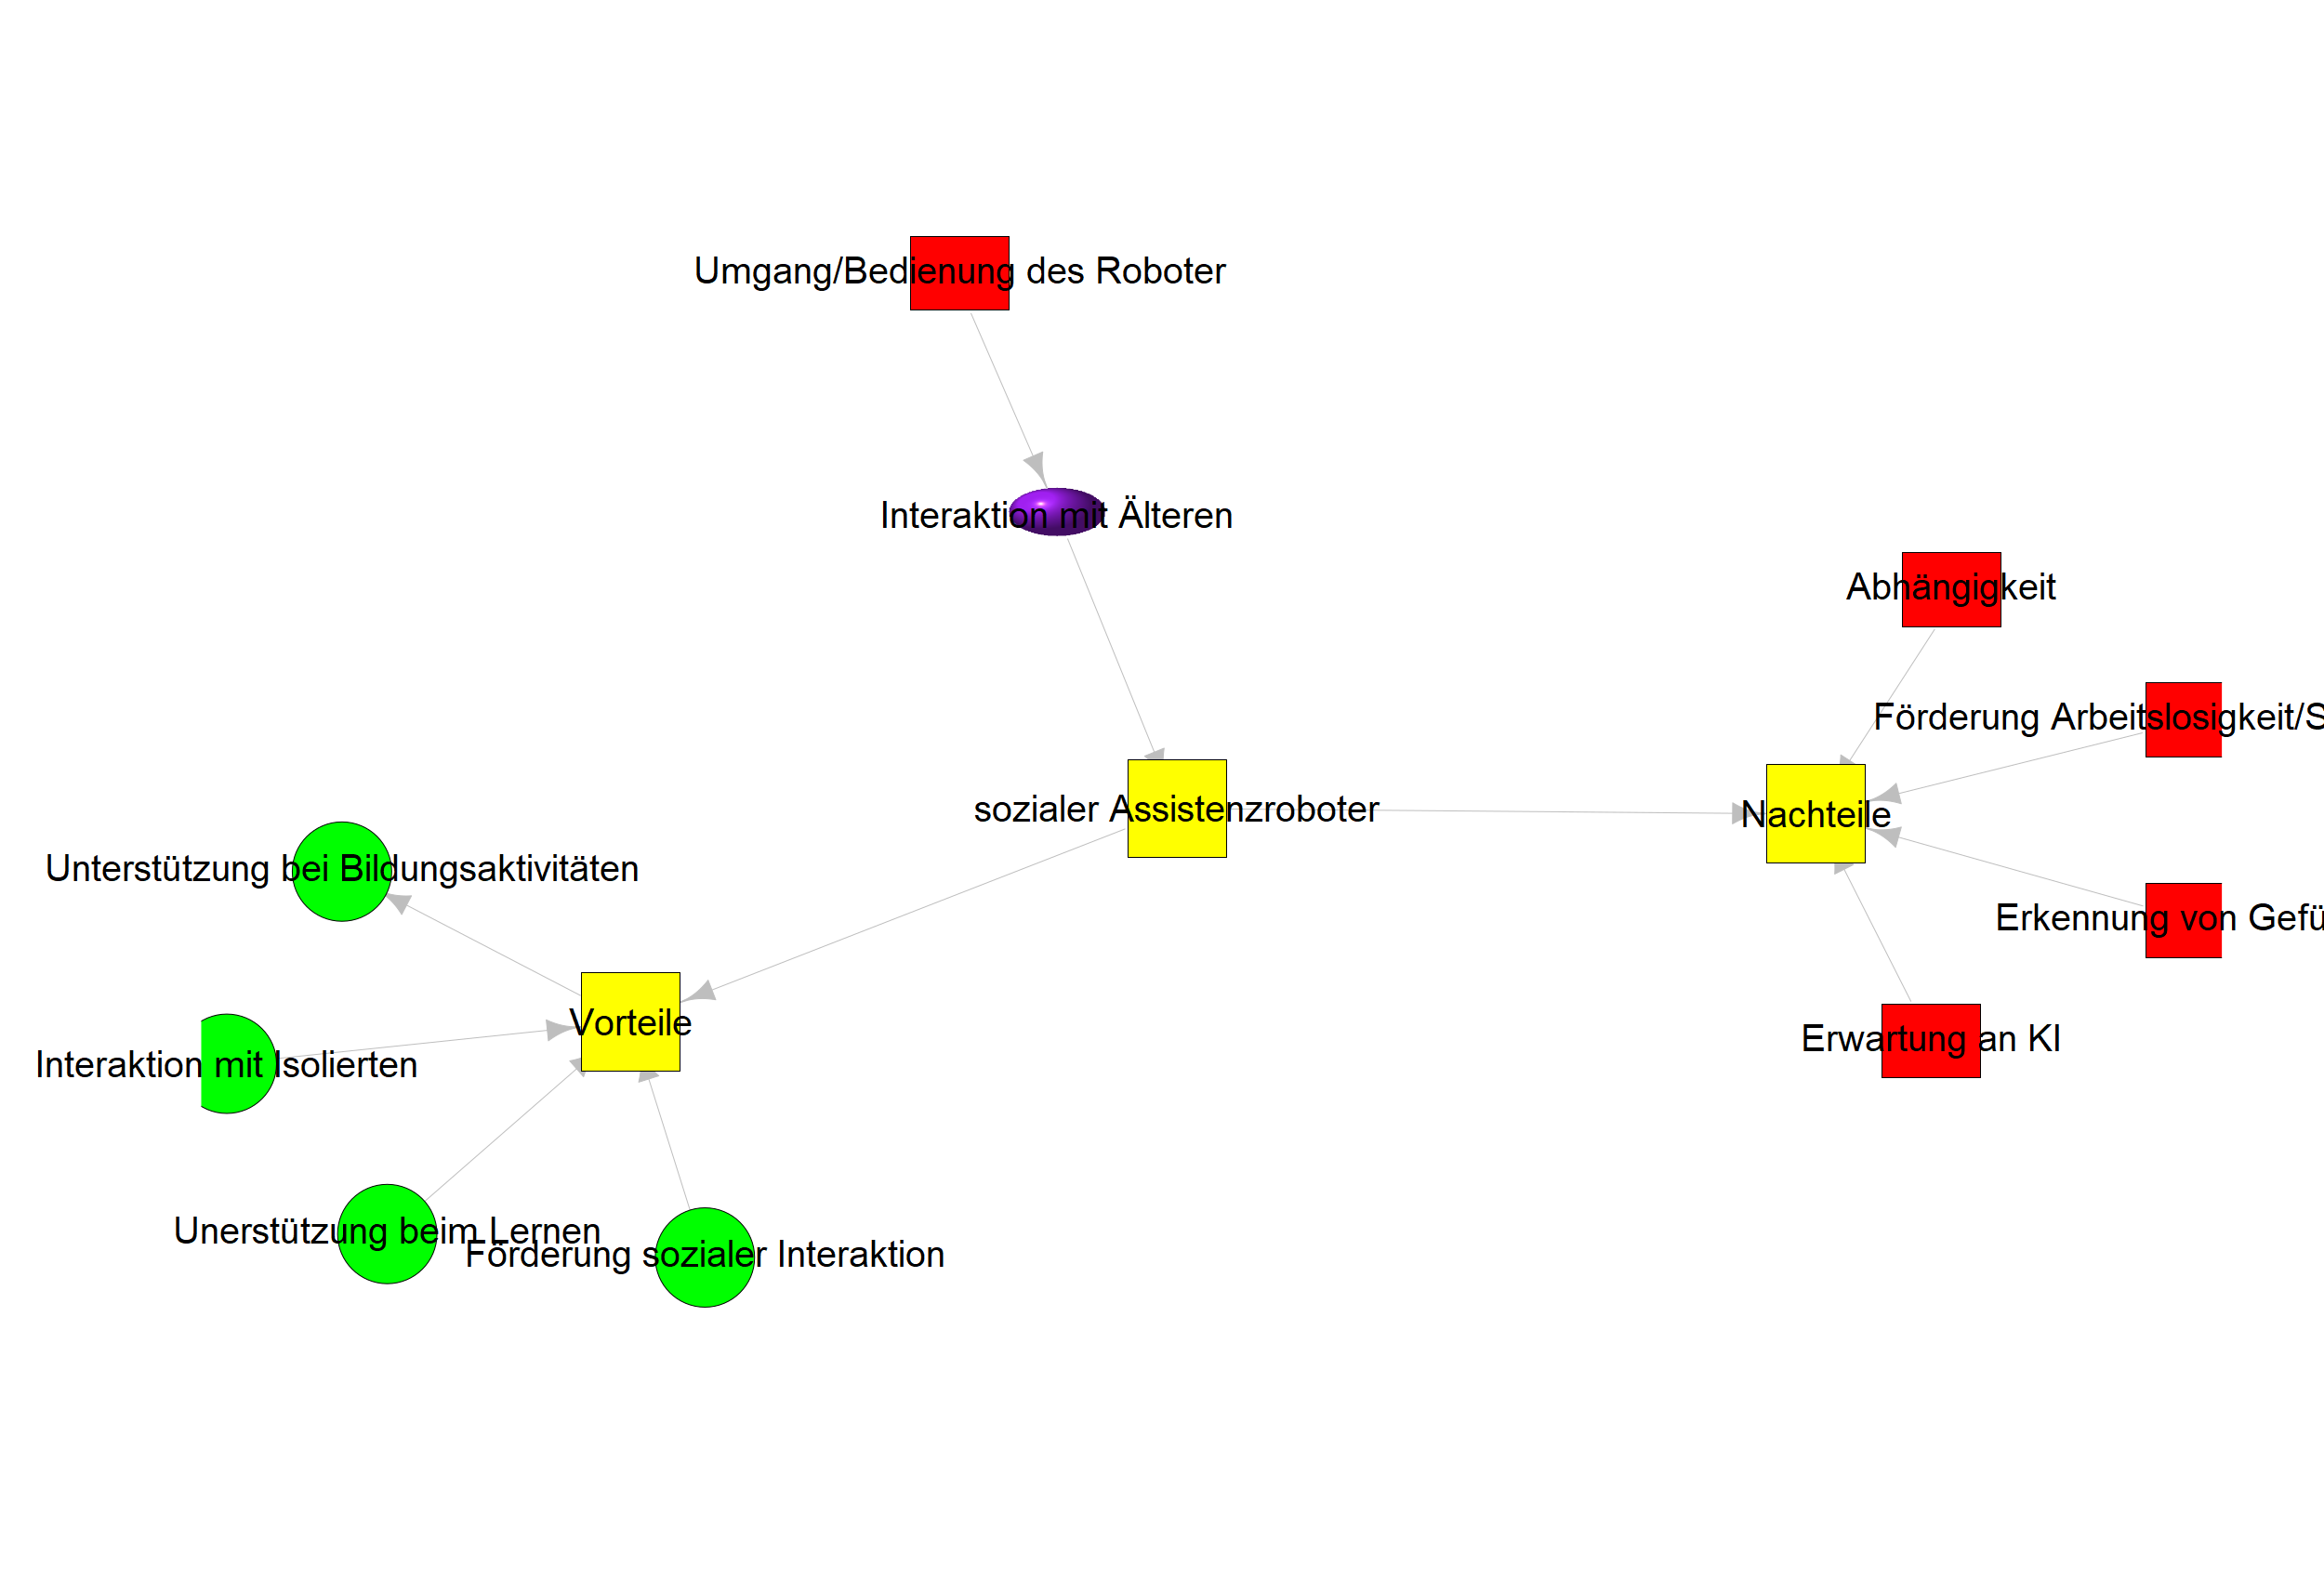 Umgang/Bedienung des Roboter
Interaktion mit Älteren
Abhängigkeit
Förderung Arbeitslosigkeit/S
sozialer Assistenzroboter
Nachteile
Unterstützung bei Bildungsaktivitäten
Erkennung von Gefü
Vorteile
Erwartung an KI
Interaktion mit Isolierten
Unerstützung beim Lernen
Förderung sozialer Interaktion